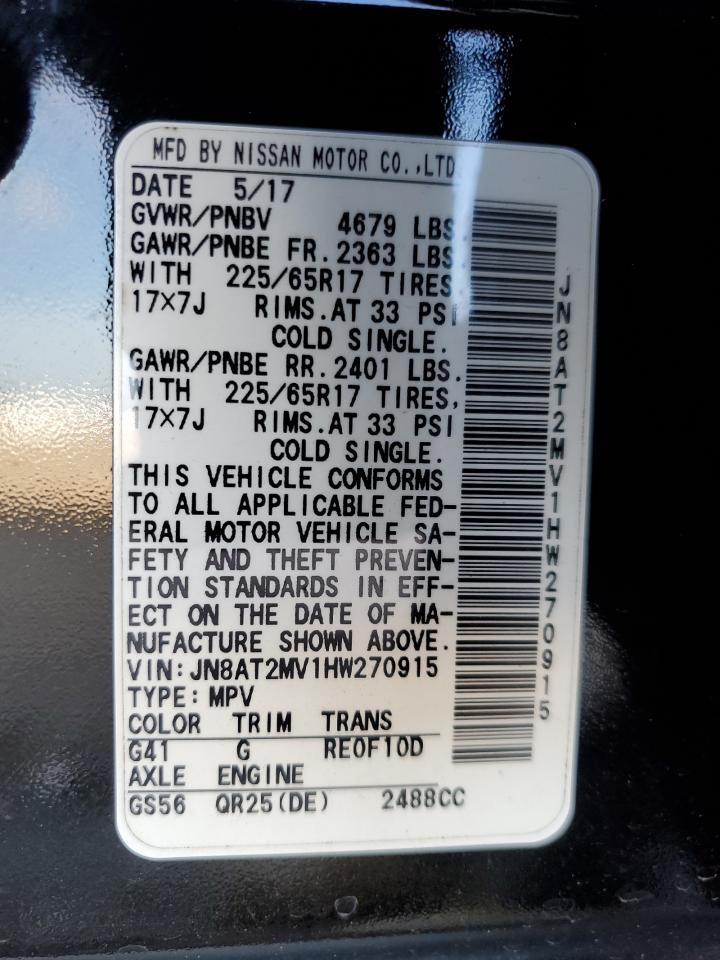 MFD BY NISSAN MOTOR CO.,LTD
DATE 5/17
GVWR/PNBV 4679 LBS
GAWR/PNBE FR. 2363 LBS
WITH 225/65R17 TIRES,
17×7J RIMS.AT 33 PSI
COLD SINGLE.
GAWR/PNBE RR. 2401 LBS.
WITH 225/65R17 TIRES,
17×7J RIMS.AT 33 PSI
COLD SINGLE.
THIS VEHICLE CONFORMS
TO ALL APPLICABLE FED-
ERAL MOTOR VEHICLE SA-
FETY AND THEFT PREVEN-
TION STANDARDS IN EFF-
ECT ON THE DATE OF MA-
NUFACTURE SHOWN ABOVE.
VIN:JN8AT2MV1HW270915
TYPE:MPV
COLOR TRIM TRANS
G41 G RE0F10D
AXLE ENGINE
GS56 QR25(DE) 2488CC
JN8AT2MV1HW270915